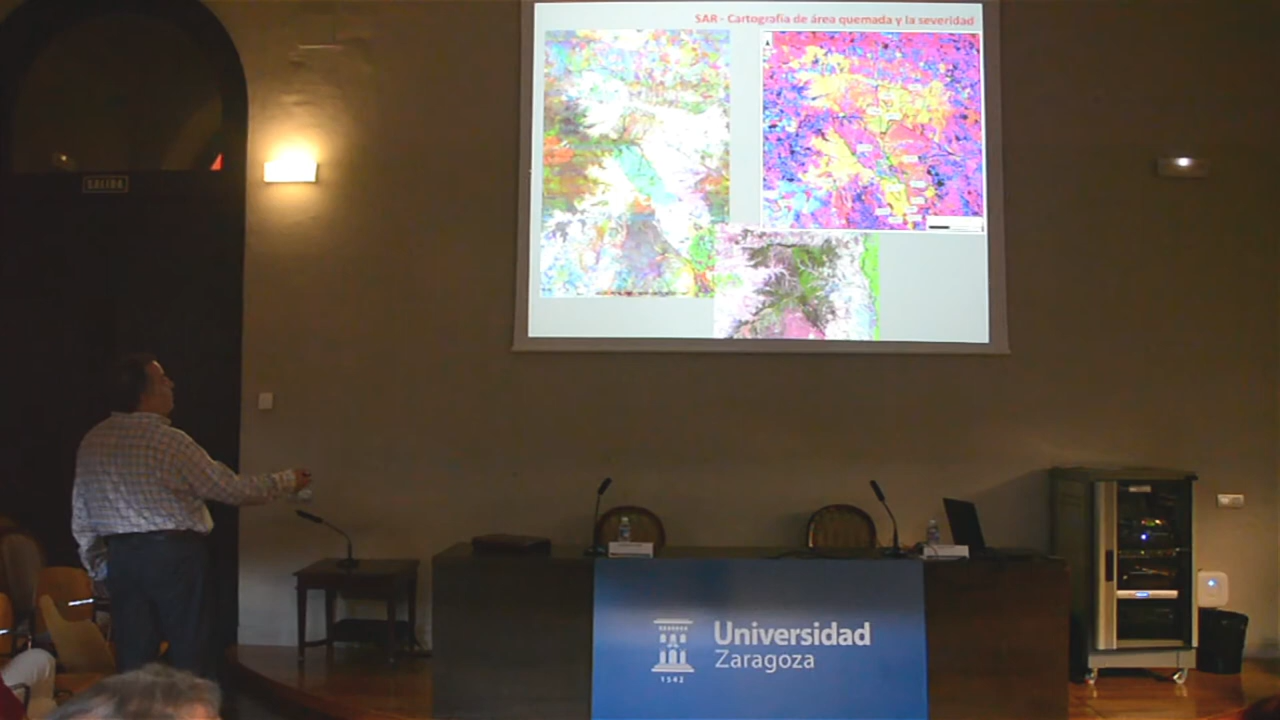 SAR - Cartografía de área quemada y la severidad
SALIDA
Universidad
Zaragoza
1542